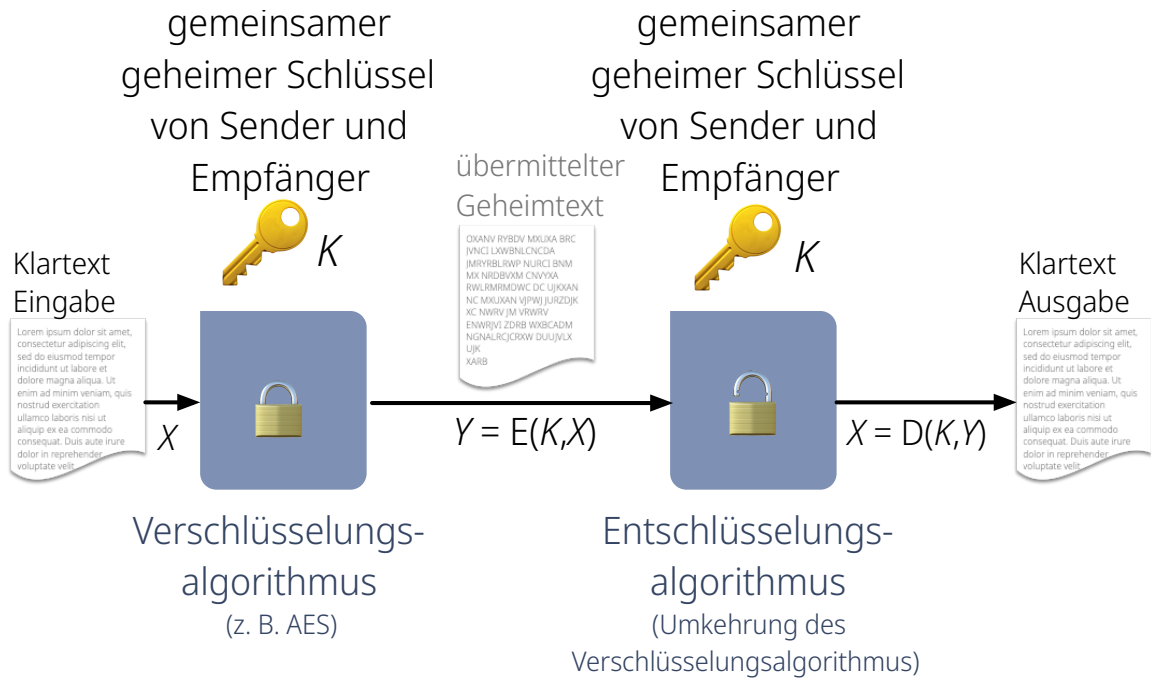 gemeinsamer
geheimer Schlüssel
von Sender und
Empfänger
K
gemeinsamer
geheimer Schlüssel
von Sender und
Empfänger
K
übermittelter
Geheimtext
OXANV RYBDV MXUXA BRC
JVNCI LXWBNLCNCDA
JMRYRBLRWP NURCI BNM
MX NRDBVXM CNVYXA
RWLRMRMDWC DC UJKXAN
NC MXUXAN VJPWJ JURZDJK
XC NWRV JM VRWRV
ENWRJVI ZDRB WXBCADM
NGNALRCJCRXW DUUJVLX
UJK
XARB
Klartext
Eingabe
Lorem ipsum dolor sit amet,
consectetur adipiscing elit,
sed do eiusmod tempor
incididunt ut labore et
dolore magna aliqua. Ut
enim ad minim veniam, quis
nostrud exercitation
ullamco laboris nisi ut
aliquip ex ea commodo
consequat. Duis aute irure
dolor in reprehender
voluptate velit
X
Y = E(K,X)
X = D(K,Y)
Klartext
Ausgabe
Lorem ipsum dolor sit amet,
consectetur adipiscing elit,
sed do eiusmod tempor
incididunt ut labore et
dolore magna aliqua. Ut
enim ad minim veniam, quis
nostrud exercitation
ullamco laboris nisi ut
aliquip ex ea commodo
consequat. Duis aute irure
dolor in reprehender
voluptate velit
Verschlüsselungs-
algorithmus
(z. B. AES)
Entschlüsselungs-
algorithmus
(Umkehrung des
Verschlüsselungsalgorithmus)